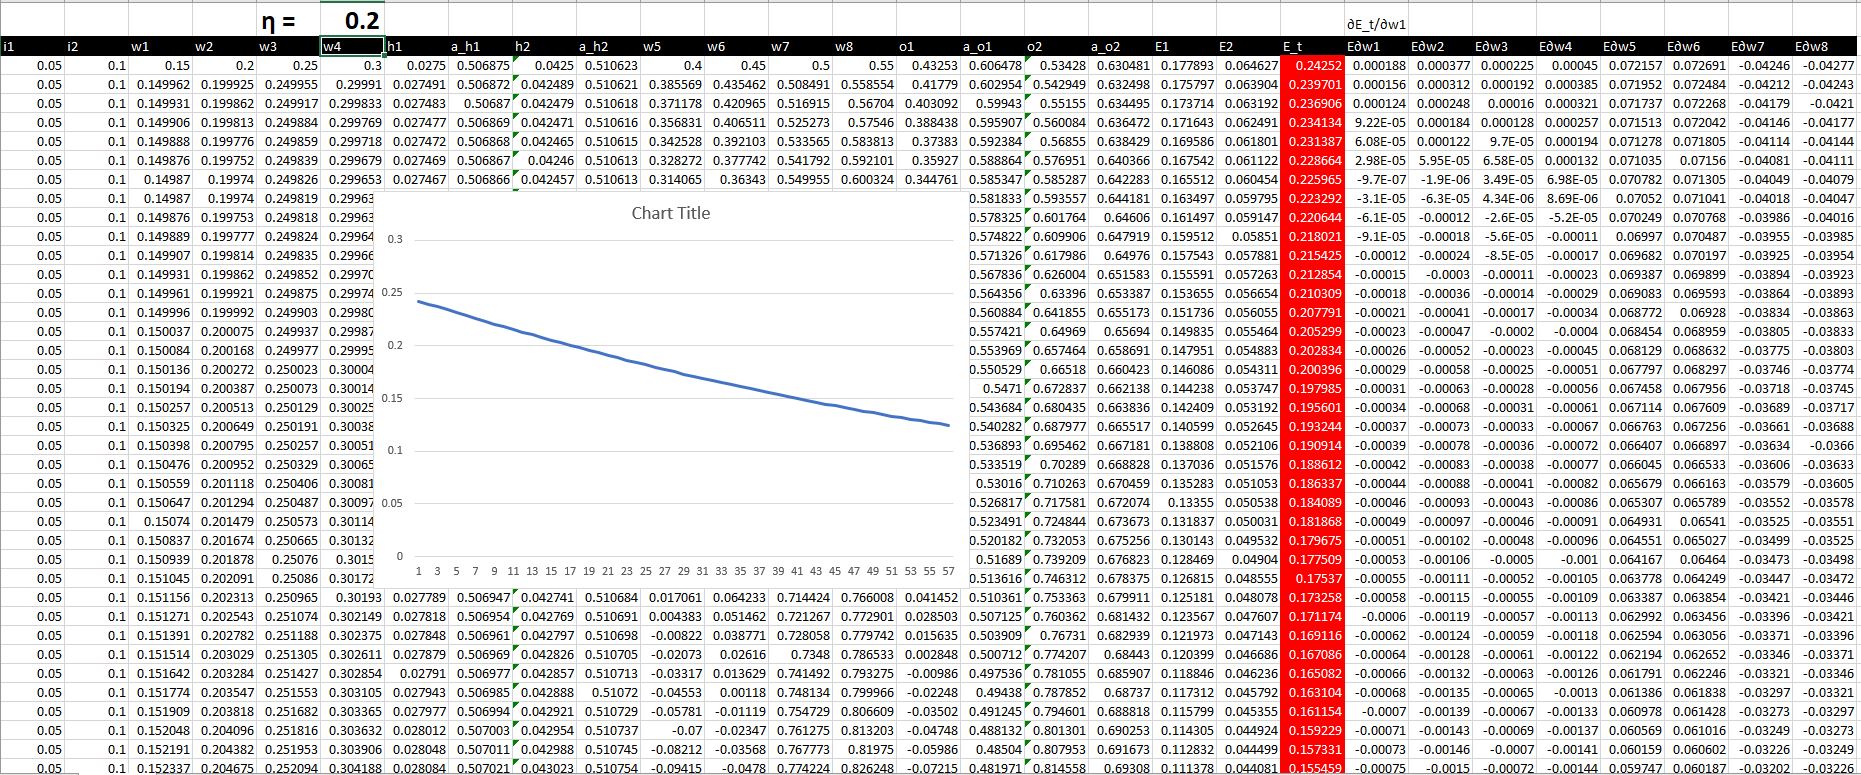 η = 0.2 ∂E_t/∂w1
i1 i2 w1 w2 w3 w4 h1 a_h1 h2 a_h2 w5 w6 w7 w8 o1 a_o1 o2 a_o2 E1 E2 E_t E∂w1 E∂w2 E∂w3 E∂w4 E∂w5 E∂w6 E∂w7 E∂w8
0.05 0.1 0.15 0.2 0.25 0.3 0.0275 0.506875 0.0425 0.510623 0.4 0.45 0.5 0.55 0.43253 0.606478 0.53428 0.630481 0.177893 0.064627 0.24252 0.000188 0.000377 0.000225 0.00045 0.072157 0.072691 -0.04246 -0.04277
0.05 0.1 0.149962 0.199925 0.249955 0.29991 0.027491 0.506872 0.042489 0.510621 0.385569 0.435462 0.508491 0.558554 0.41779 0.602954 0.542949 0.632498 0.175797 0.063904 0.239701 0.000156 0.000312 0.000192 0.000385 0.071952 0.072484 -0.04212 -0.04243
0.05 0.1 0.149931 0.199862 0.249917 0.299833 0.027483 0.50687 0.042479 0.510618 0.371178 0.420965 0.516915 0.56704 0.403092 0.59943 0.55155 0.634495 0.173714 0.063192 0.236906 0.000124 0.000248 0.00016 0.000321 0.071737 0.072268 -0.04179 -0.0421
0.05 0.1 0.149906 0.199813 0.249884 0.299769 0.027477 0.506869 0.042471 0.510616 0.356831 0.406511 0.525273 0.57546 0.388438 0.595907 0.560084 0.636472 0.171643 0.062491 0.234134 9.22E-05 0.000184 0.000128 0.000257 0.071513 0.072042 -0.04146 -0.04177
0.05 0.1 0.149888 0.199776 0.249859 0.299718 0.027472 0.506868 0.042465 0.510615 0.342528 0.392103 0.533565 0.583813 0.37383 0.592384 0.56855 0.638429 0.169586 0.061801 0.231387 6.08E-05 0.000122 9.7E-05 0.000194 0.071278 0.071805 -0.04114 -0.04144
0.05 0.1 0.149876 0.199752 0.249839 0.299679 0.027469 0.506867 0.04246 0.510613 0.328272 0.377742 0.541792 0.592101 0.35927 0.588864 0.576951 0.640366 0.167542 0.061122 0.228664 2.98E-05 5.95E-05 6.58E-05 0.000132 0.071035 0.07156 -0.04081 -0.04111
0.05 0.1 0.14987 0.19974 0.249826 0.299653 0.027467 0.506866 0.042457 0.510613 0.314065 0.36343 0.549955 0.600324 0.344761 0.585347 0.585287 0.642283 0.165512 0.060454 0.225965 -9.7E-07 -1.9E-06 3.49E-05 6.98E-05 0.070782 0.071305 -0.04049 -0.04079
0.05 0.1 0.14987 0.19974 0.249819 0.29963 0.581833 0.593557 0.644181 0.163497 0.059795 0.223292 -3.1E-05 -6.3E-05 4.34E-06 8.69E-06 0.07052 0.071041 -0.04018 -0.04047
0.05 0.1 0.149876 0.199753 0.249818 0.29963 0.578325 0.601764 0.64606 0.161497 0.059147 0.220644 -6.1E-05 -0.00012 -2.6E-05 -5.2E-05 0.070249 0.070768 -0.03986 -0.04016
0.05 0.1 0.149889 0.199777 0.249824 0.29964 0.574822 0.609906 0.647919 0.159512 0.05851 0.218021 -9.1E-05 -0.00018 -5.6E-05 -0.00011 0.06997 0.070487 -0.03955 -0.03985
0.05 0.1 0.149907 0.199814 0.249835 0.29966 0.571326 0.617986 0.64976 0.157543 0.057881 0.215425 -0.00012 -0.00024 -8.5E-05 -0.00017 0.069682 0.070197 -0.03925 -0.03954
0.05 0.1 0.149931 0.199862 0.249852 0.29970 0.567836 0.626004 0.651583 0.155591 0.057263 0.212854 -0.00015 -0.0003 -0.00011 -0.00023 0.069387 0.069899 -0.03894 -0.03923
0.05 0.1 0.149961 0.199921 0.249875 0.29974 0.564356 0.63396 0.653387 0.153655 0.056654 0.210309 -0.00018 -0.00036 -0.00014 -0.00029 0.069083 0.069593 -0.03864 -0.03893
0.05 0.1 0.149996 0.199992 0.249903 0.29980 0.560884 0.641855 0.655173 0.151736 0.056055 0.207791 -0.00021 -0.00041 -0.00017 -0.00034 0.068772 0.06928 -0.03834 -0.03863
0.05 0.1 0.150037 0.200075 0.249937 0.29987 0.557421 0.64969 0.65694 0.149835 0.055464 0.205299 -0.00023 -0.00047 -0.0002 -0.0004 0.068454 0.068959 -0.03805 -0.03833
0.05 0.1 0.150084 0.200168 0.249977 0.29995 0.553969 0.657464 0.658691 0.147951 0.054883 0.202834 -0.00026 -0.00052 -0.00023 -0.00045 0.068129 0.068632 -0.03775 -0.03803
0.05 0.1 0.150136 0.200272 0.250023 0.30004 0.550529 0.66518 0.660423 0.146086 0.054311 0.200396 -0.00029 -0.00058 -0.00025 -0.00051 0.067797 0.068297 -0.03746 -0.03774
0.05 0.1 0.150194 0.200387 0.250073 0.30014 0.5471 0.672837 0.662138 0.144238 0.053747 0.197985 -0.00031 -0.00063 -0.00028 -0.00056 0.067458 0.067956 -0.03718 -0.03745
0.05 0.1 0.150257 0.200513 0.250129 0.30025 0.543684 0.680435 0.663836 0.142409 0.053192 0.195601 -0.00034 -0.00068 -0.00031 -0.00061 0.067114 0.067609 -0.03689 -0.03717
0.05 0.1 0.150325 0.200649 0.250191 0.30038 0.540282 0.687977 0.665517 0.140599 0.052645 0.193244 -0.00037 -0.00073 -0.00033 -0.00067 0.066763 0.067256 -0.03661 -0.03688
0.05 0.1 0.150398 0.200795 0.250257 0.30051 0.536893 0.695462 0.667181 0.138808 0.052106 0.190914 -0.00039 -0.00078 -0.00036 -0.00072 0.066407 0.066897 -0.03634 -0.0366
0.05 0.1 0.150476 0.200952 0.250329 0.30065 0.533519 0.70289 0.668828 0.137036 0.051576 0.188612 -0.00042 -0.00083 -0.00038 -0.00077 0.066045 0.066533 -0.03606 -0.03633
0.05 0.1 0.150559 0.201118 0.250406 0.30081 0.53016 0.710263 0.670459 0.135283 0.051053 0.186337 -0.00044 -0.00088 -0.00041 -0.00082 0.065679 0.066163 -0.03579 -0.03605
0.05 0.1 0.150647 0.201294 0.250487 0.30097 0.526817 0.717581 0.672074 0.13355 0.050538 0.184089 -0.00046 -0.00093 -0.00043 -0.00086 0.065307 0.065789 -0.03552 -0.03578
0.05 0.1 0.15074 0.201479 0.250573 0.30114 0.523491 0.724844 0.673673 0.131837 0.050031 0.181868 -0.00049 -0.00097 -0.00046 -0.00091 0.064931 0.06541 -0.03525 -0.03551
0.05 0.1 0.150837 0.201674 0.250665 0.30132 0.520182 0.732053 0.675256 0.130143 0.049532 0.179675 -0.00051 -0.00102 -0.00048 -0.00096 0.064551 0.065027 -0.03499 -0.03525
0.05 0.1 0.150939 0.201878 0.25076 0.3015 0.51689 0.739209 0.676823 0.128469 0.04904 0.177509 -0.00053 -0.00106 -0.0005 -0.001 0.064167 0.06464 -0.03473 -0.03498
0.05 0.1 0.151045 0.202091 0.25086 0.30172 0.513616 0.746312 0.678375 0.126815 0.048555 0.17537 -0.00055 -0.00111 -0.00052 -0.00105 0.063778 0.064249 -0.03447 -0.03472
0.05 0.1 0.151156 0.202313 0.250965 0.30193 0.027789 0.506947 0.042741 0.510684 0.017061 0.064233 0.714424 0.766008 0.041452 0.510361 0.753363 0.679911 0.125181 0.048078 0.173258 -0.00058 -0.00115 -0.00055 -0.00109 0.063387 0.063854 -0.03421 -0.03446
0.05 0.1 0.151271 0.202543 0.251074 0.302149 0.027818 0.506954 0.042769 0.510691 0.004383 0.051462 0.721267 0.772901 0.028503 0.507125 0.760362 0.681432 0.123567 0.047607 0.171174 -0.0006 -0.00119 -0.00057 -0.00113 0.062992 0.063456 -0.03396 -0.03421
0.05 0.1 0.151391 0.202782 0.251188 0.302375 0.027848 0.506961 0.042797 0.510698 -0.00822 0.038771 0.728058 0.779742 0.015635 0.503909 0.76731 0.682939 0.121973 0.047143 0.169116 -0.00062 -0.00124 -0.00059 -0.00118 0.062594 0.063056 -0.03371 -0.03396
0.05 0.1 0.151514 0.203029 0.251305 0.302611 0.027879 0.506969 0.042826 0.510705 -0.02073 0.02616 0.7348 0.786533 0.002848 0.500712 0.774207 0.68443 0.120399 0.046686 0.167086 -0.00064 -0.00128 -0.00061 -0.00122 0.062194 0.062652 -0.03346 -0.03371
0.05 0.1 0.151642 0.203284 0.251427 0.302854 0.02791 0.506977 0.042857 0.510713 -0.03317 0.013629 0.741492 0.793275 -0.00986 0.497536 0.781055 0.685907 0.118846 0.046236 0.165082 -0.00066 -0.00132 -0.00063 -0.00126 0.061791 0.062246 -0.03321 -0.03346
0.05 0.1 0.151774 0.203547 0.251553 0.303105 0.027943 0.506985 0.042888 0.51072 -0.04553 0.00118 0.748134 0.799966 -0.02248 0.49438 0.787852 0.68737 0.117312 0.045792 0.163104 -0.00068 -0.00135 -0.00065 -0.0013 0.061386 0.061838 -0.03297 -0.03321
0.05 0.1 0.151909 0.203818 0.251682 0.303365 0.027977 0.506994 0.042921 0.510729 -0.05781 -0.01119 0.754729 0.806609 -0.03502 0.491245 0.794601 0.688818 0.115799 0.045355 0.161154 -0.0007 -0.00139 -0.00067 -0.00133 0.060978 0.061428 -0.03273 -0.03297
0.05 0.1 0.152048 0.204096 0.251816 0.303632 0.028012 0.507003 0.042954 0.510737 -0.07 -0.02347 0.761275 0.813203 -0.04748 0.488132 0.801301 0.690253 0.114305 0.044924 0.159229 -0.00071 -0.00143 -0.00069 -0.00137 0.060569 0.061016 -0.03249 -0.03273
0.05 0.1 0.152191 0.204382 0.251953 0.303906 0.028048 0.507011 0.042988 0.510745 -0.08212 -0.03568 0.767773 0.81975 -0.05986 0.48504 0.807953 0.691673 0.112832 0.044499 0.157331 -0.00073 -0.00146 -0.0007 -0.00141 0.060159 0.060602 -0.03226 -0.03249
0.05 0.1 0.152337 0.204675 0.252094 0.304188 0.028084 0.507021 0.043023 0.510754 -0.09415 -0.0478 0.774224 0.826248 -0.07215 0.481971 0.814558 0.69308 0.111378 0.044081 0.155459 -0.00075 -0.0015 -0.00072 -0.00144 0.059747 0.060187 -0.03202 -0.03226
Chart Title
0.3
0.25
0.2
0.15
0.1
0.05
0
1 3 5 7 9 11 13 15 17 19 21 23 25 27 29 31 33 35 37 39 41 43 45 47 49 51 53 55 57